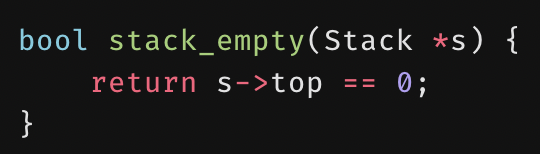 bool stack_empty(Stack *s) {
    return s->top == 0;
}